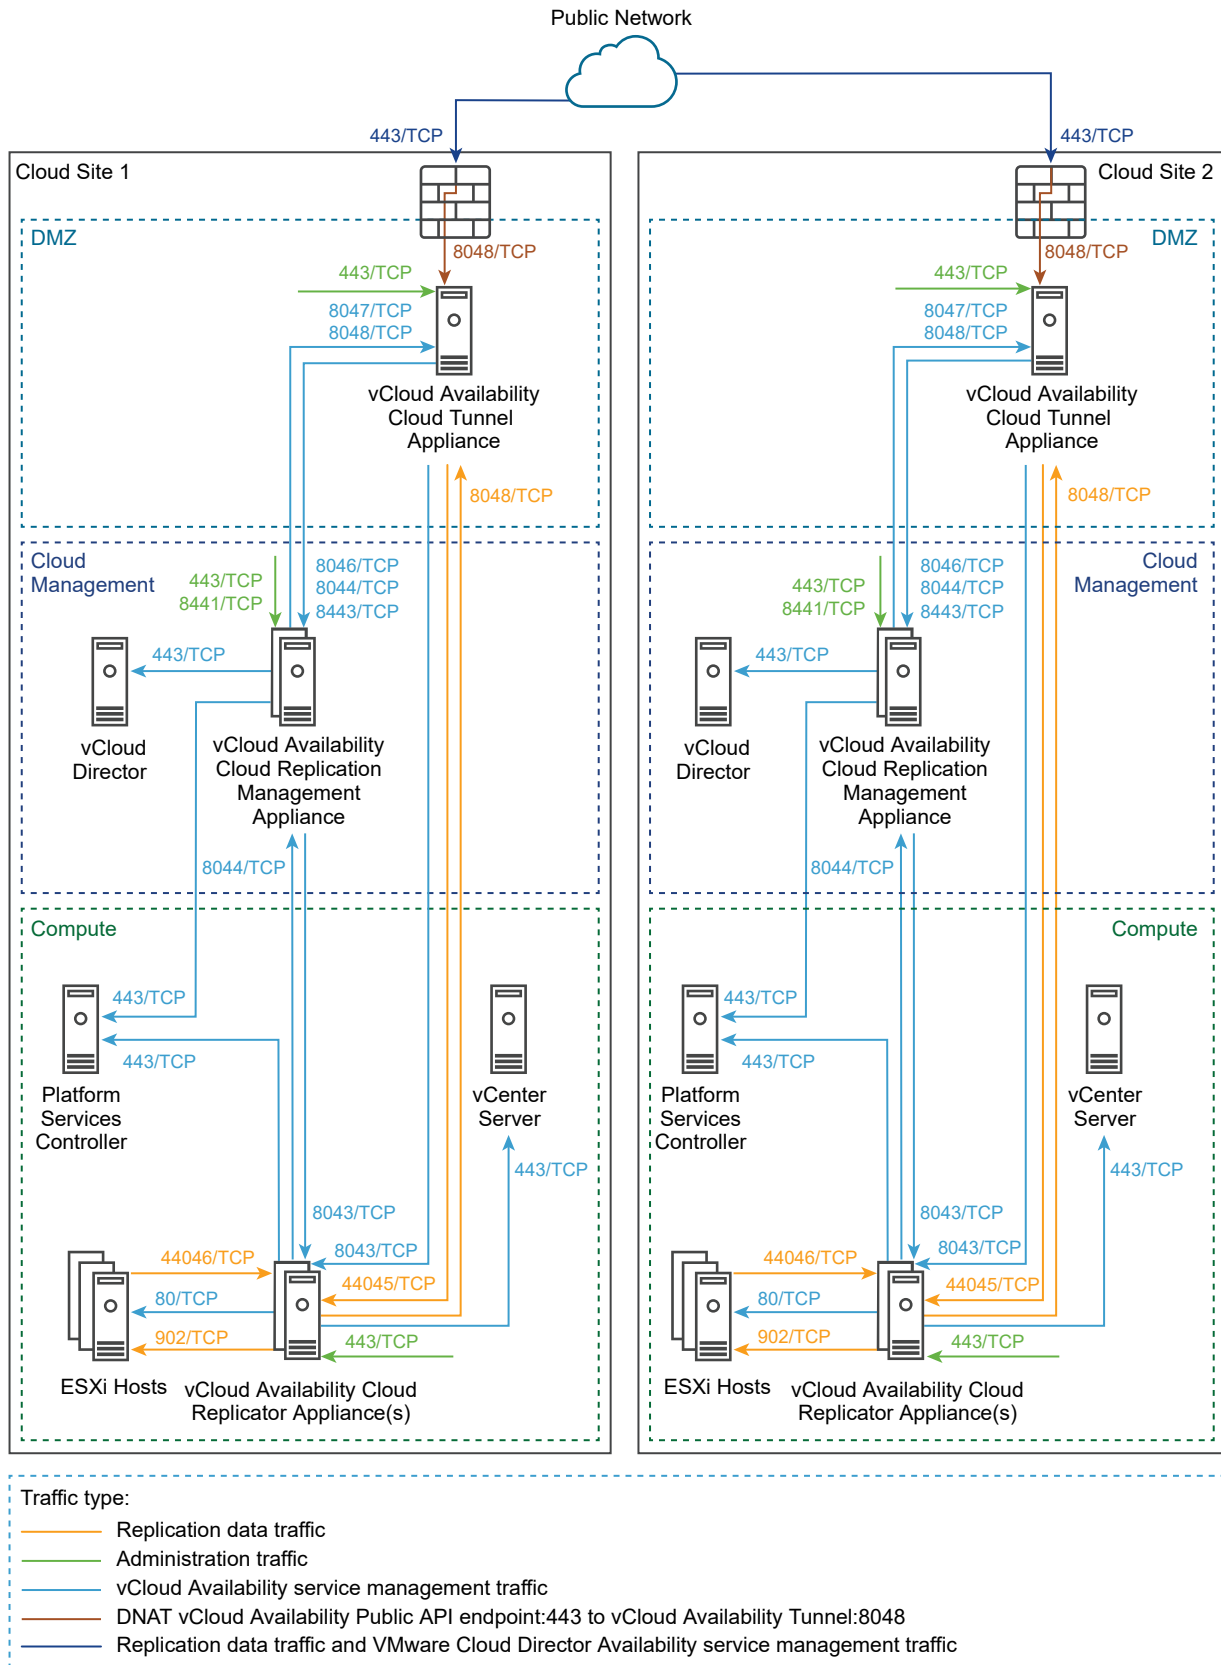 Public Network
443/TCP
443/TCP
Cloud Site 1
DMZ
8048/TCP
443/TCP
8047/TCP
8048/TCP
vCloud Availability
Cloud Tunnel
Appliance
8048/TCP
Cloud
Management
443/TCP
8441/TCP
8046/TCP
8044/TCP
8443/TCP
443/TCP
vCloud
Director
vCloud Availability
Cloud Replication
Management
Appliance
8044/TCP
Compute
443/TCP
443/TCP
Platform
Services
Controller
vCenter
Server
443/TCP
8043/TCP
8043/TCP
44046/TCP
44045/TCP
80/TCP
902/TCP
443/TCP
ESXi Hosts
vCloud Availability Cloud
Replicator Appliance(s)
Cloud Site 2
DMZ
8048/TCP
443/TCP
8047/TCP
8048/TCP
vCloud Availability
Cloud Tunnel
Appliance
8048/TCP
Cloud
Management
443/TCP
8441/TCP
8046/TCP
8044/TCP
8443/TCP
443/TCP
vCloud
Director
vCloud Availability
Cloud Replication
Management
Appliance
8044/TCP
Compute
443/TCP
443/TCP
Platform
Services
Controller
vCenter
Server
443/TCP
8043/TCP
8043/TCP
44046/TCP
44045/TCP
80/TCP
902/TCP
443/TCP
ESXi Hosts
vCloud Availability Cloud
Replicator Appliance(s)
Traffic type:
Replication data traffic
Administration traffic
vCloud Availability service management traffic
DNAT vCloud Availability Public API endpoint:443 to vCloud Availability Tunnel:8048
Replication data traffic and VMware Cloud Director Availability service management traffic